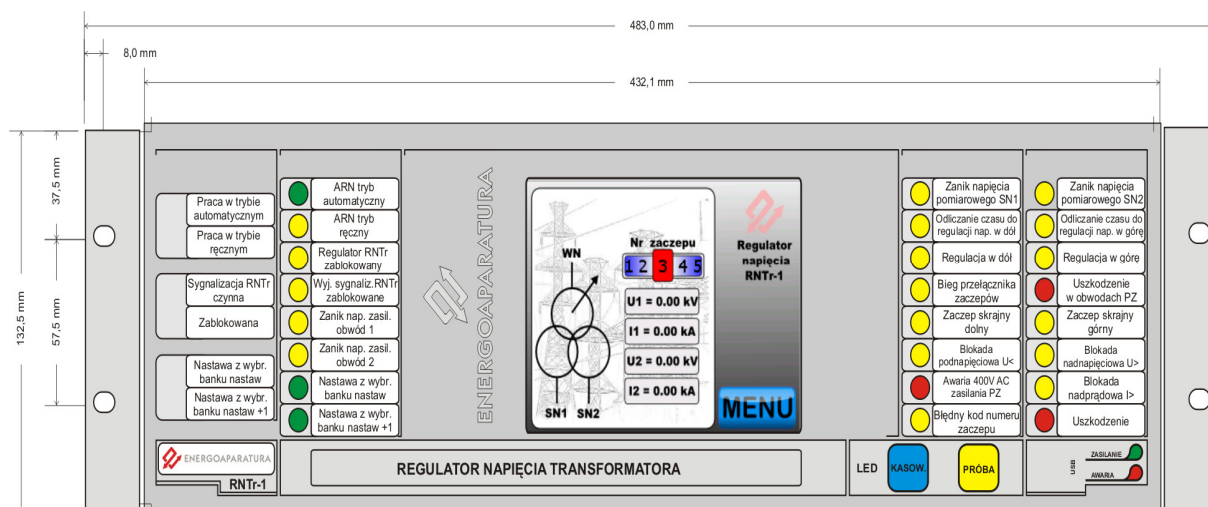 483,0 mm
8,0 mm
432,1 mm
132,5 mm
37,5 mm
57,5 mm
Praca w trybie
automatycznym
Praca w trybie
ręcznym
Sygnalizacja RNTr
czynna
Zablokowana
Nastawa z wybr.
banku nastaw
Nastawa z wybr.
banku nastaw +1
ARN tryb
automatyczny
ARN tryb
ręczny
Regulator RNTr
zablokowany
Wyj. sygnaliz.RNTr
zablokowane
Zanik nap. zasil.
obwód 1
Zanik nap. zasil.
obwód 2
Nastawa z wybr.
banku nastaw
Nastawa z wybr.
banku nastaw +1
ENERGOAPARATURA
WN
SN1 SN2
Nr zaczepu
1 2 3 4 5
U1 = 0.00 kV
I1 = 0.00 kA
U2 = 0.00 kV
I2 = 0.00 kA
Regulator
napięcia
RNTr-1
MENU
Zanik napięcia
pomiarowego SN1
Odliczanie czasu do
regulacji nap. w dół
Regulacja w dół
Bieg przełącznika
zaczepów
Zaczep skrajny
dolny
Blokada
podnapięciowa U<
Awaria 400V AC
zasilania PZ
Błędny kod numeru
zaczepu
Zanik napięcia
pomiarowego SN2
Odliczanie czasu do
regulacji nap. w górę
Regulacja w górę
Uszkodzenie
w obwodach PZ
Zaczep skrajny
górny
Blokada
nadnapięciowa U>
Blokada
nadprądowa I>
Uszkodzenie
ENERGOAPARATURA
RNTr-1
REGULATOR NAPIĘCIA TRANSFORMATORA
LED
KASOW.
PRÓBA
USB
ZASILANIE
AWARIA